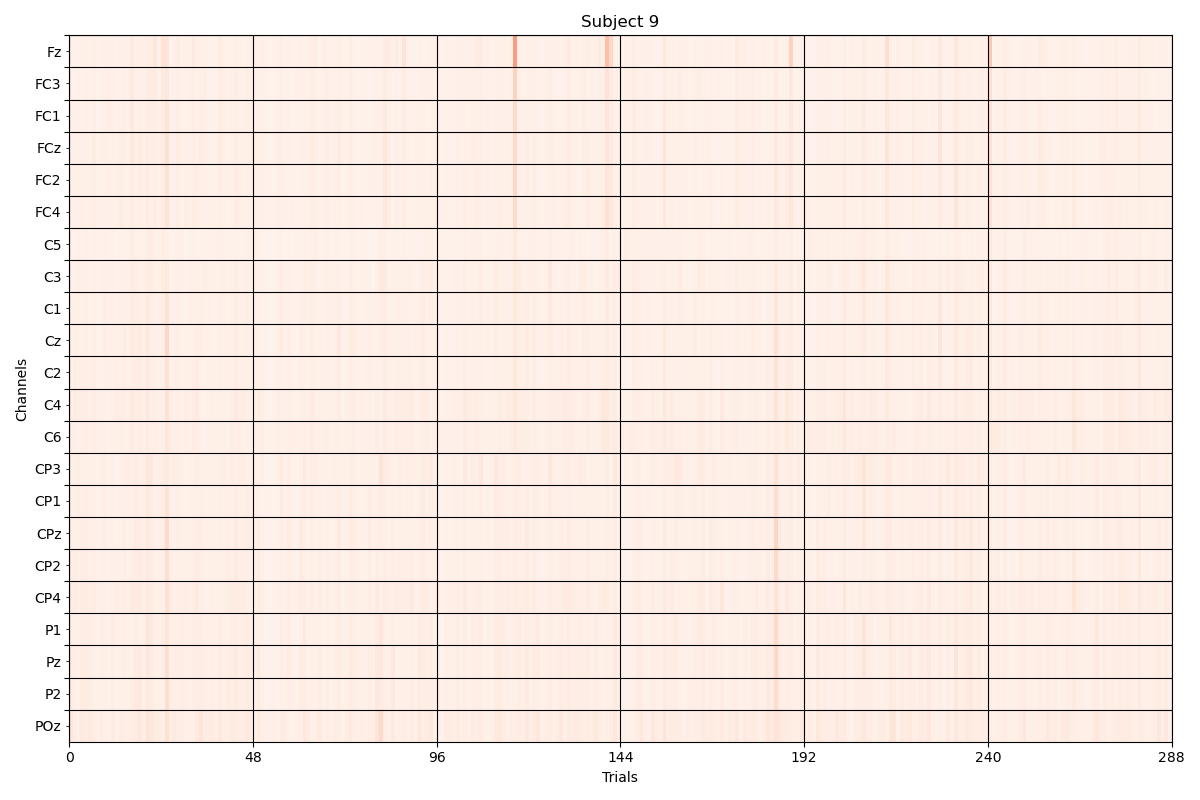 Subject 9
Channels
Fz
FC3
FC1
FCz
FC2
FC4
C5
C3
C1
Cz
C2
C4
C6
CP3
CP1
CPz
CP2
CP4
P1
Pz
P2
POz
0 48 96 144 192 240 288
Trials